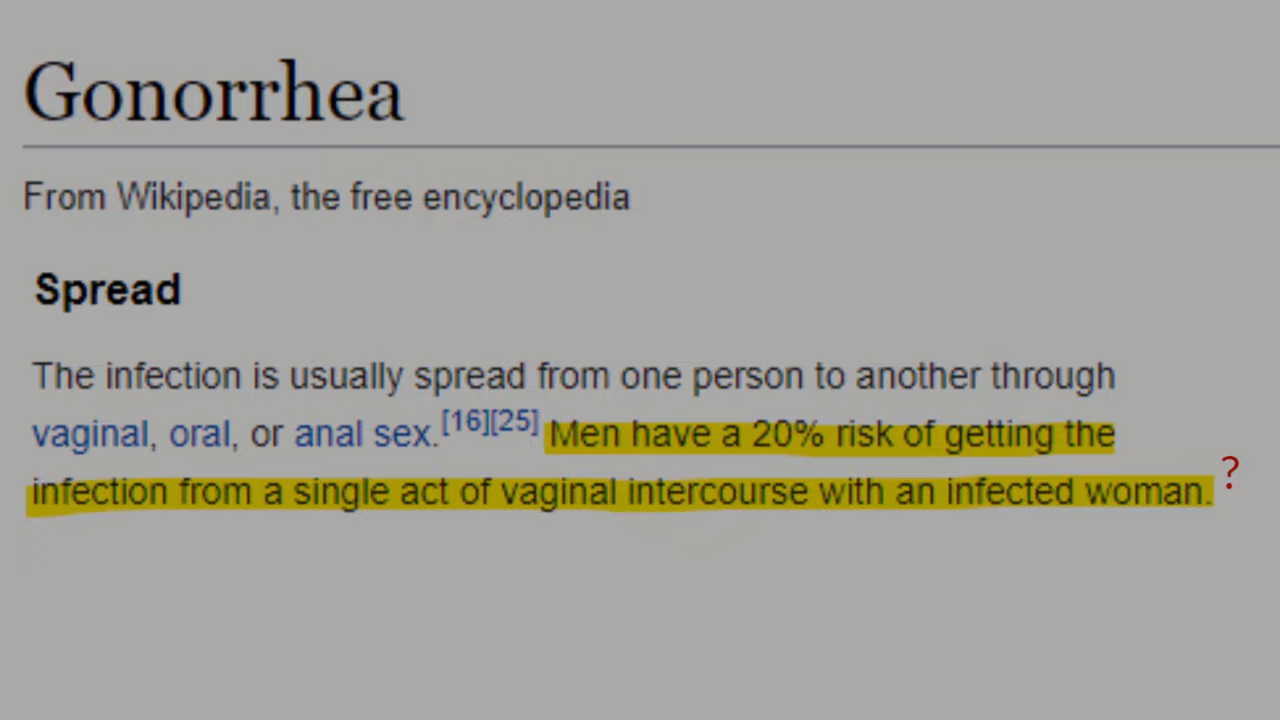 Gonorrhea
From Wikipedia, the free encyclopedia
Spread
The infection is usually spread from one person to another through
vaginal, oral, or anal sex.[16][25] Men have a 20% risk of getting the
infection from a single act of vaginal intercourse with an infected woman. ?